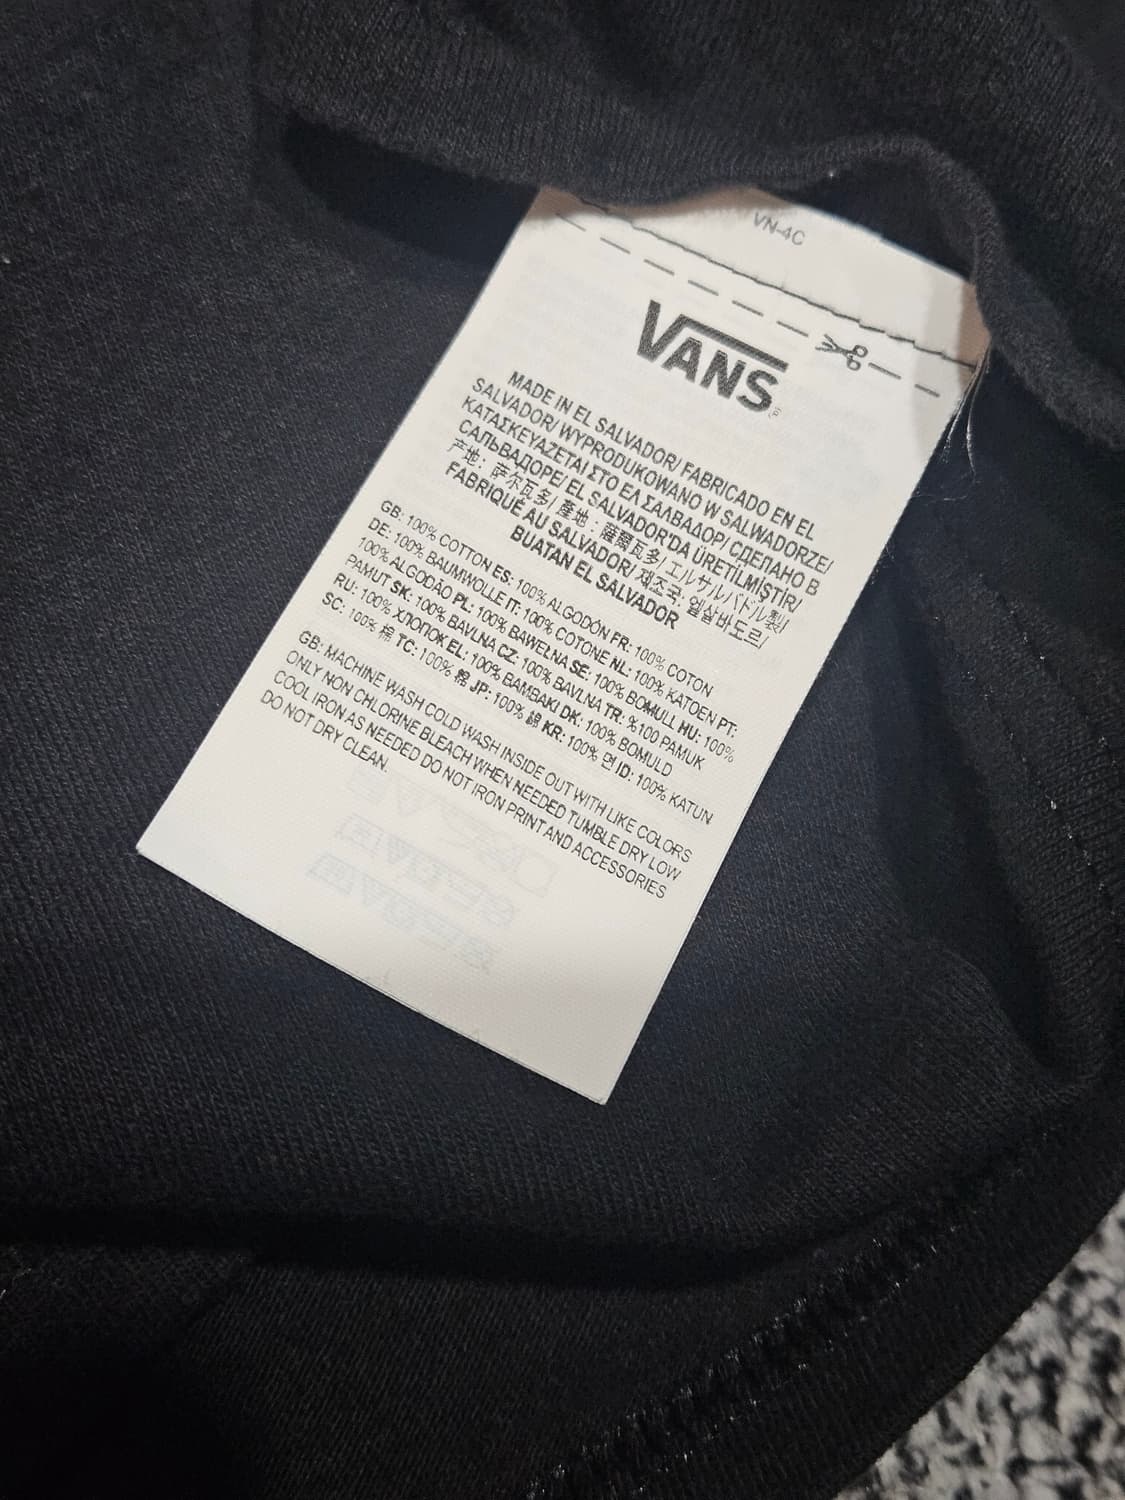 VN-4C
VANS
MADE IN EL SALVADOR/ FABRICADO EN EL
SALVADOR/ WYPRODUKOWANO W SALWADORZE/
ΚΑΤΑΣΚΕΥΑΖΕΤΑΙ ΣΤΟ ΕΛ ΣΑΛΒΑΔΟΡ/ СДЕЛАНО В
САЛЬВАДОРЕ/ EL SALVADOR'DA ÜRETİLMİŞTİR/
产地：萨尔瓦多/ 產地：薩爾瓦多/ エルサルバドル製/
FABRIQUÉ AU SALVADOR/ 제조국: 엘살바도르/
BUATAN EL SALVADOR
GB: 100% COTTON ES: 100% ALGODÓN FR: 100% COTON
DE: 100% BAUMWOLLE IT: 100% COTONE NL: 100% KATOEN PT:
100% ALGODÃO PL: 100% BAWEŁNA SE: 100% BOMULL HU: 100%
PAMUT SK: 100% BAVLNA CZ: 100% BAVLNA TR: %100 PAMUK
RU: 100% ХЛОПОК EL: 100% ΒΑΜΒΑΚΙ DK: 100% BOMULD
SC: 100% 棉 TC: 100% 棉 JP: 100% 綿 KR: 100% 면 ID: 100% KATUN
GB: MACHINE WASH COLD WASH INSIDE OUT WITH LIKE COLORS
ONLY NON CHLORINE BLEACH WHEN NEEDED TUMBLE DRY LOW
COOL IRON AS NEEDED DO NOT IRON PRINT AND ACCESSORIES
DO NOT DRY CLEAN.